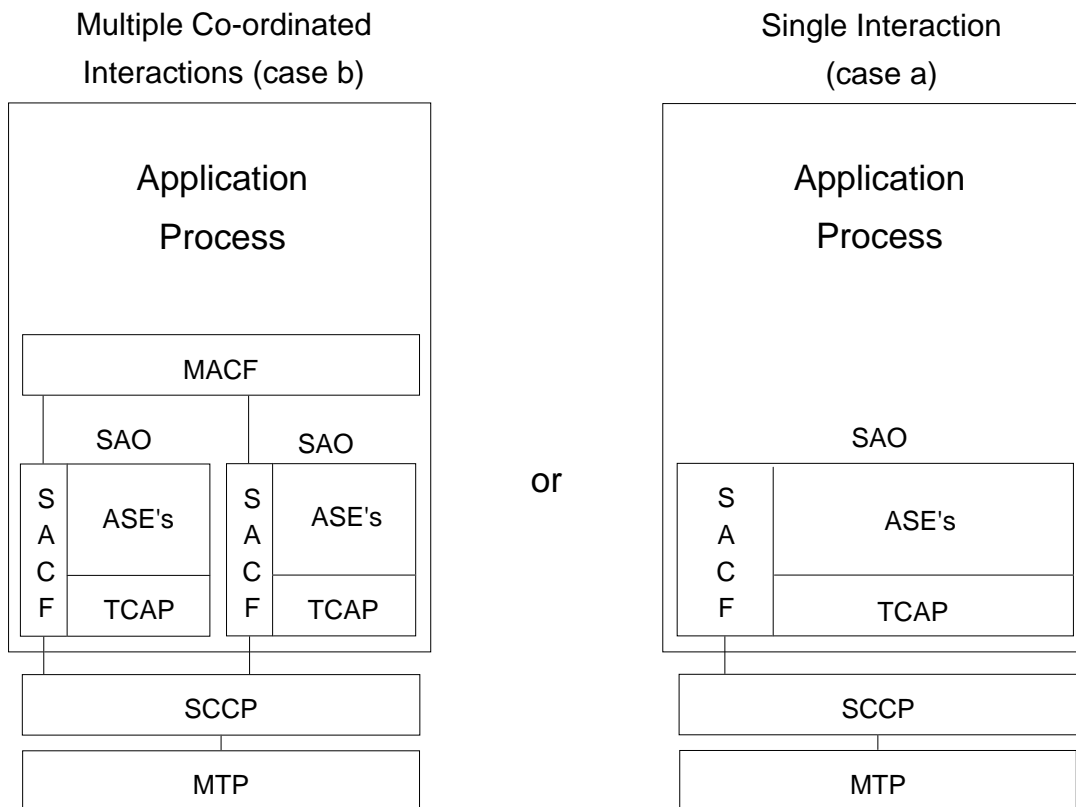 Multiple Co-ordinated
Interactions (case b)
Application
Process
MACF
SAO
SAO
S
A
C
F
ASE's
TCAP
S
A
C
F
ASE's
TCAP
SCCP
MTP
or
Single Interaction
(case a)
Application
Process
SAO
S
A
C
F
ASE's
TCAP
SCCP
MTP